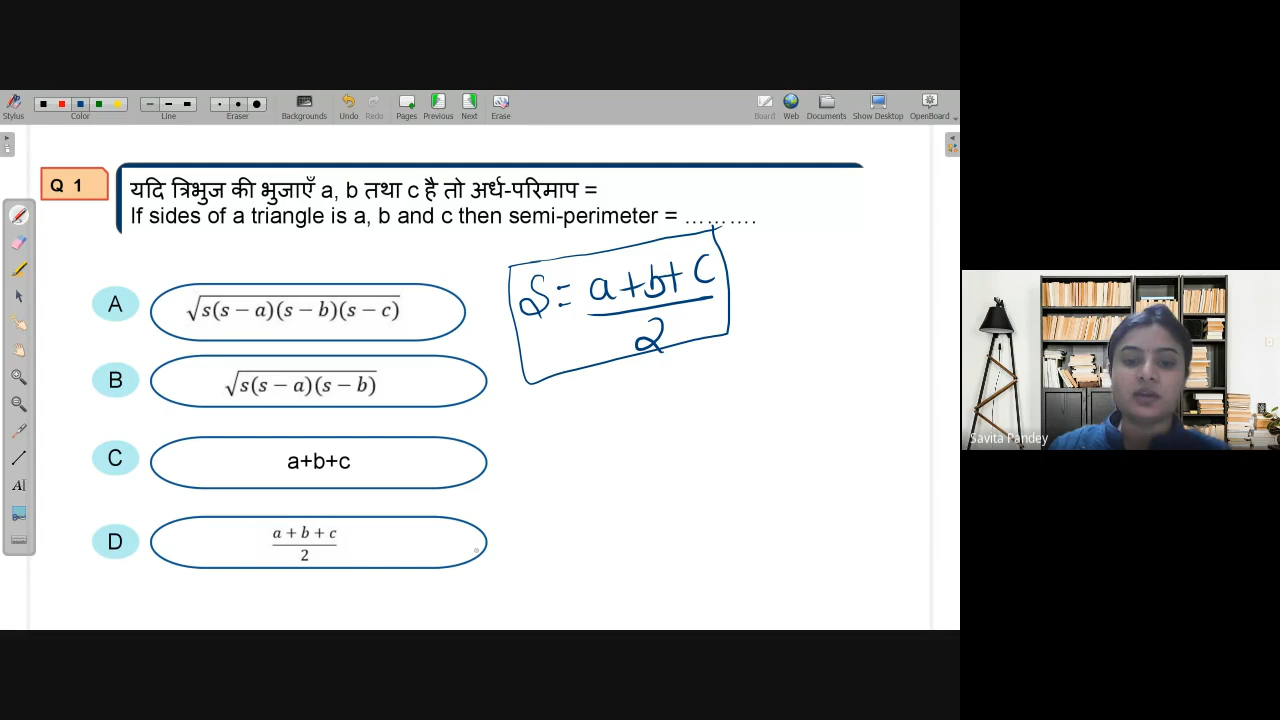 Stylus
Color
Line
Eraser
Backgrounds
Undo
Redo
Pages
Previous
Next
Erase
Board
Web
Documents
Show Desktop
OpenBoard
Q 1
यदि त्रिभुज की भुजाएँ a, b तथा c है तो अर्ध-परिमाप =
If sides of a triangle is a, b and c then semi-perimeter = ……….
S = a+b+c
2
A
√s(s − a)(s − b)(s − c)
B
√s(s − a)(s − b)
C
a+b+c
D
a + b + c
2
Savita Pandey